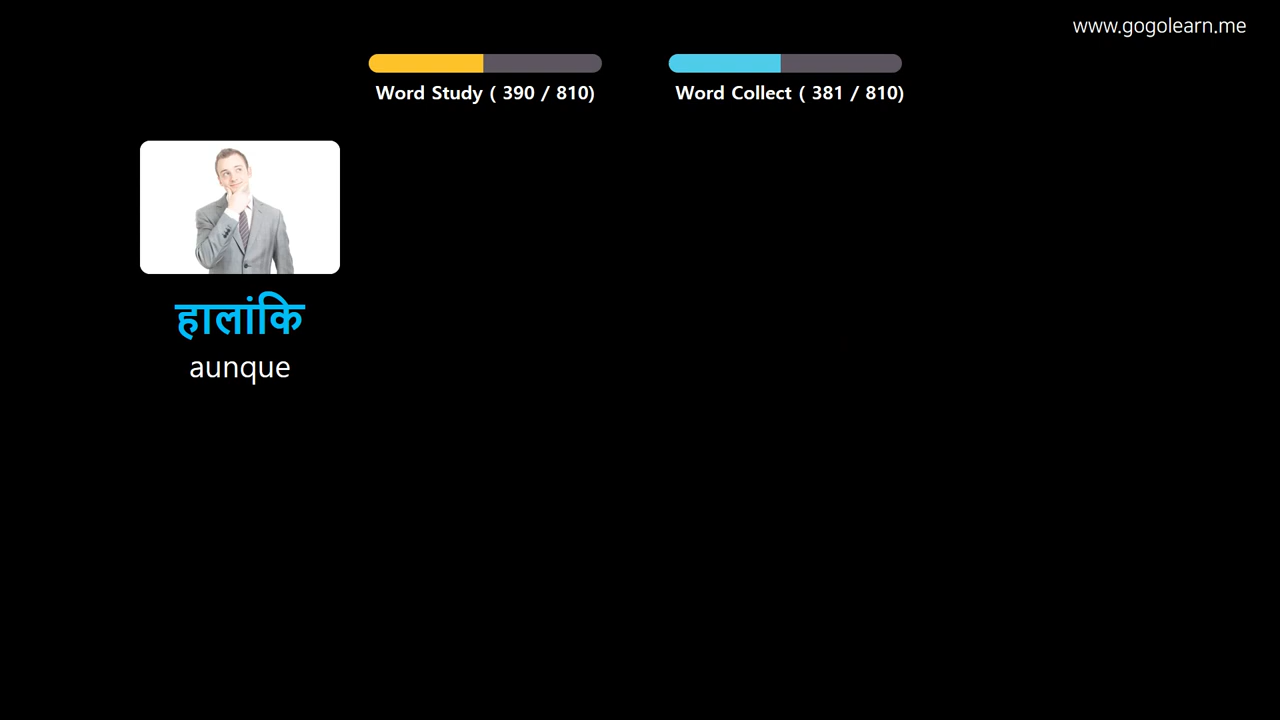 www.gogolearn.me
Word Study ( 390 / 810)
Word Collect ( 381 / 810)
हालांकि
aunque